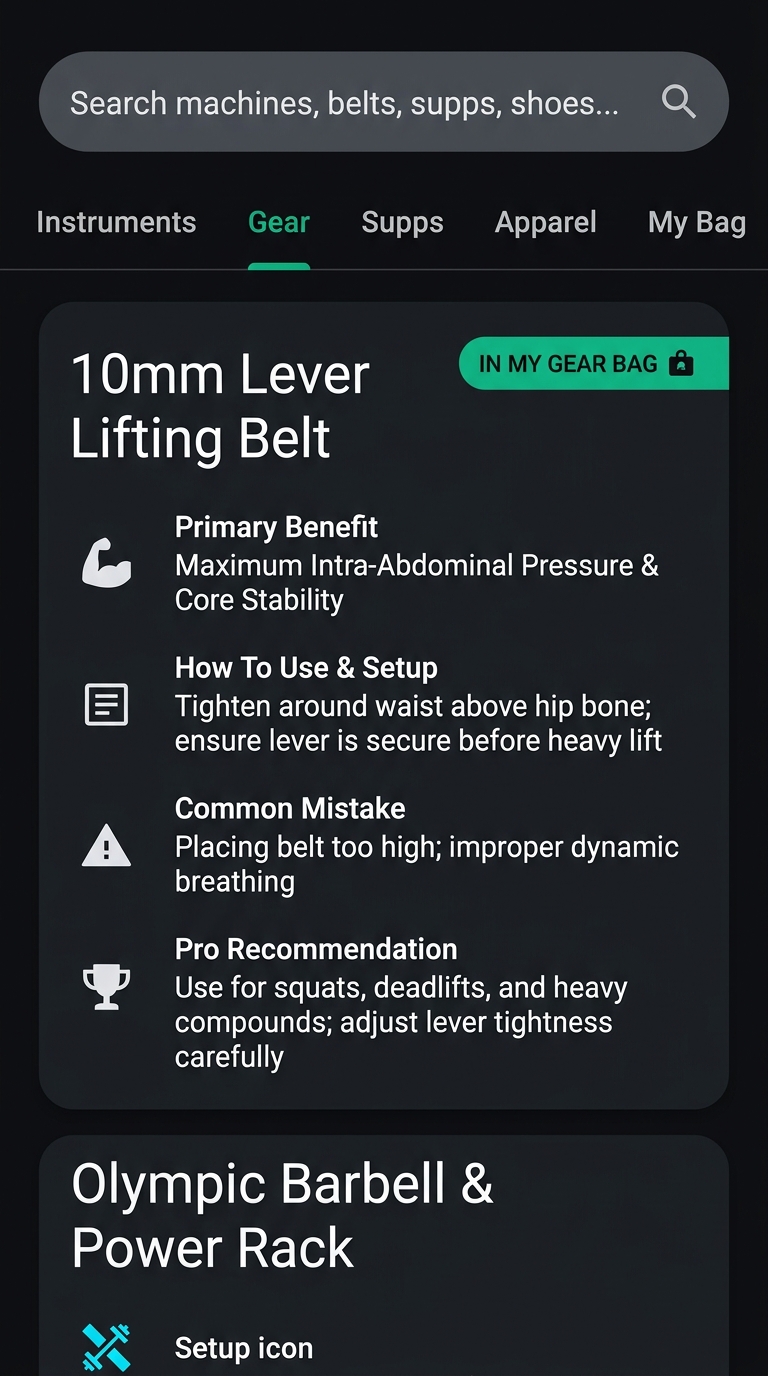 Search machines, belts, supps, shoes...
Instruments
Gear
Supps
Apparel
My Bag
10mm Lever
Lifting Belt
IN MY GEAR BAG
Primary Benefit
Maximum Intra-Abdominal Pressure &
Core Stability
How To Use & Setup
Tighten around waist above hip bone;
ensure lever is secure before heavy lift
Common Mistake
Placing belt too high; improper dynamic
breathing
Pro Recommendation
Use for squats, deadlifts, and heavy
compounds; adjust lever tightness
carefully
Olympic Barbell &
Power Rack
Setup icon